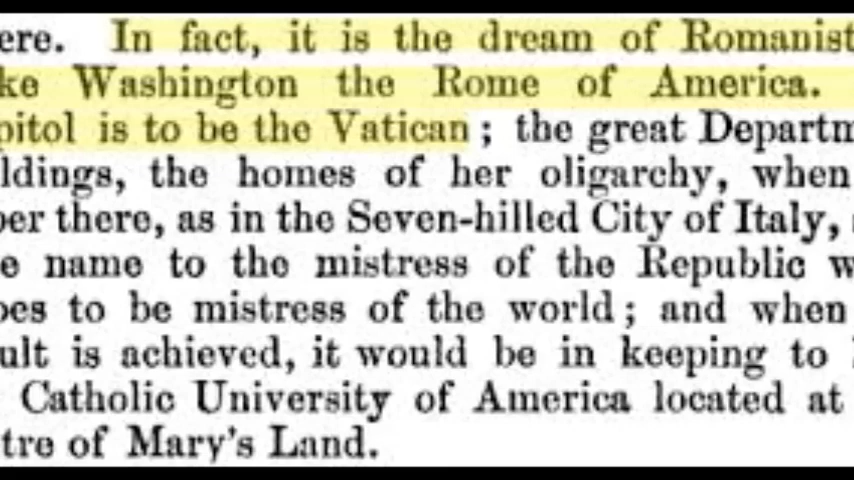 ere. In fact, it is the dream of Romanist
ke Washington the Rome of America.
pitol is to be the Vatican ; the great Departm
ldings, the homes of her oligarchy, when
per there, as in the Seven-hilled City of Italy,
e name to the mistress of the Republic w
pes to be mistress of the world ; and when
ult is achieved, it would be in keeping to
Catholic University of America located at
tre of Mary's Land.